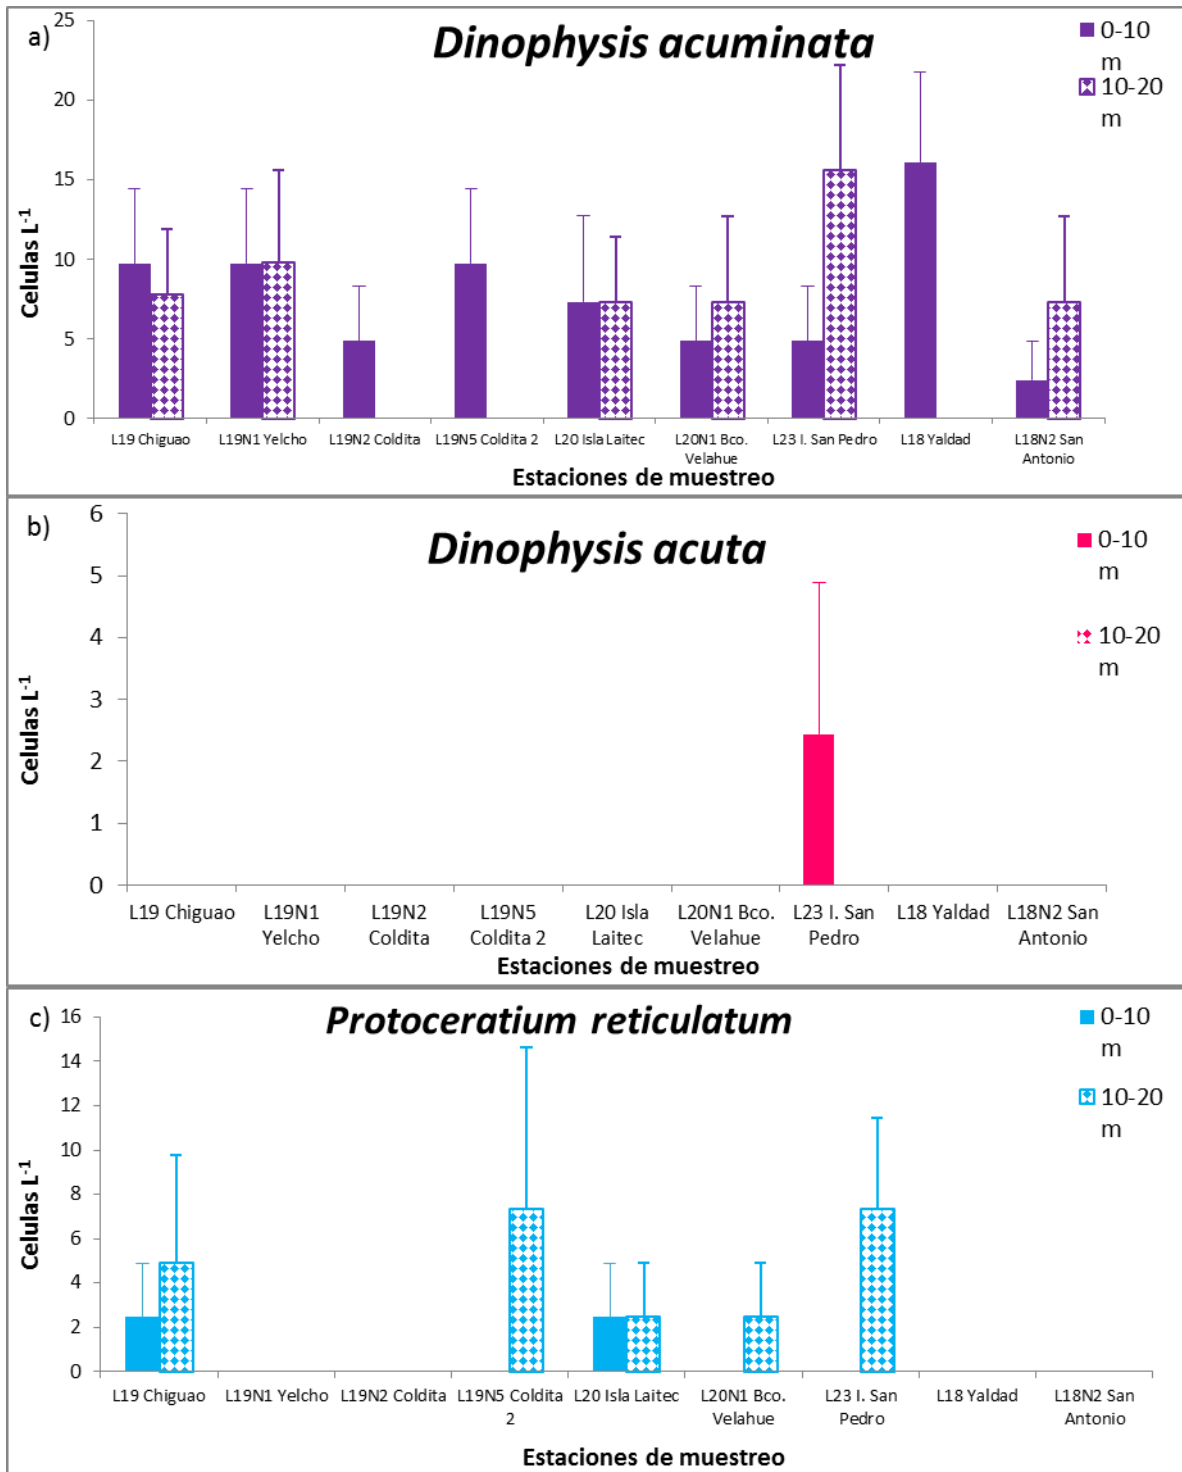 a)
Dinophysis acuminata
0-10 m
10-20 m
Celulas L-1
25
20
15
10
5
0
L19 Chiguao
L19N1 Yelcho
L19N2 Coldita
L19N5 Coldita 2
L20 Isla Laitec
L20N1 Bco. Velahue
L23 I. San Pedro
L18 Yaldad
L18N2 San Antonio
Estaciones de muestreo
b)
Dinophysis acuta
0-10 m
10-20 m
Celulas L-1
6
5
4
3
2
1
0
L19 Chiguao
L19N1 Yelcho
L19N2 Coldita
L19N5 Coldita 2
L20 Isla Laitec
L20N1 Bco. Velahue
L23 I. San Pedro
L18 Yaldad
L18N2 San Antonio
Estaciones de muestreo
c)
Protoceratium reticulatum
0-10 m
10-20 m
Celulas L-1
16
14
12
10
8
6
4
2
0
L19 Chiguao
L19N1 Yelcho
L19N2 Coldita
L19N5 Coldita 2
L20 Isla Laitec
L20N1 Bco. Velahue
L23 I. San Pedro
L18 Yaldad
L18N2 San Antonio
Estaciones de muestreo